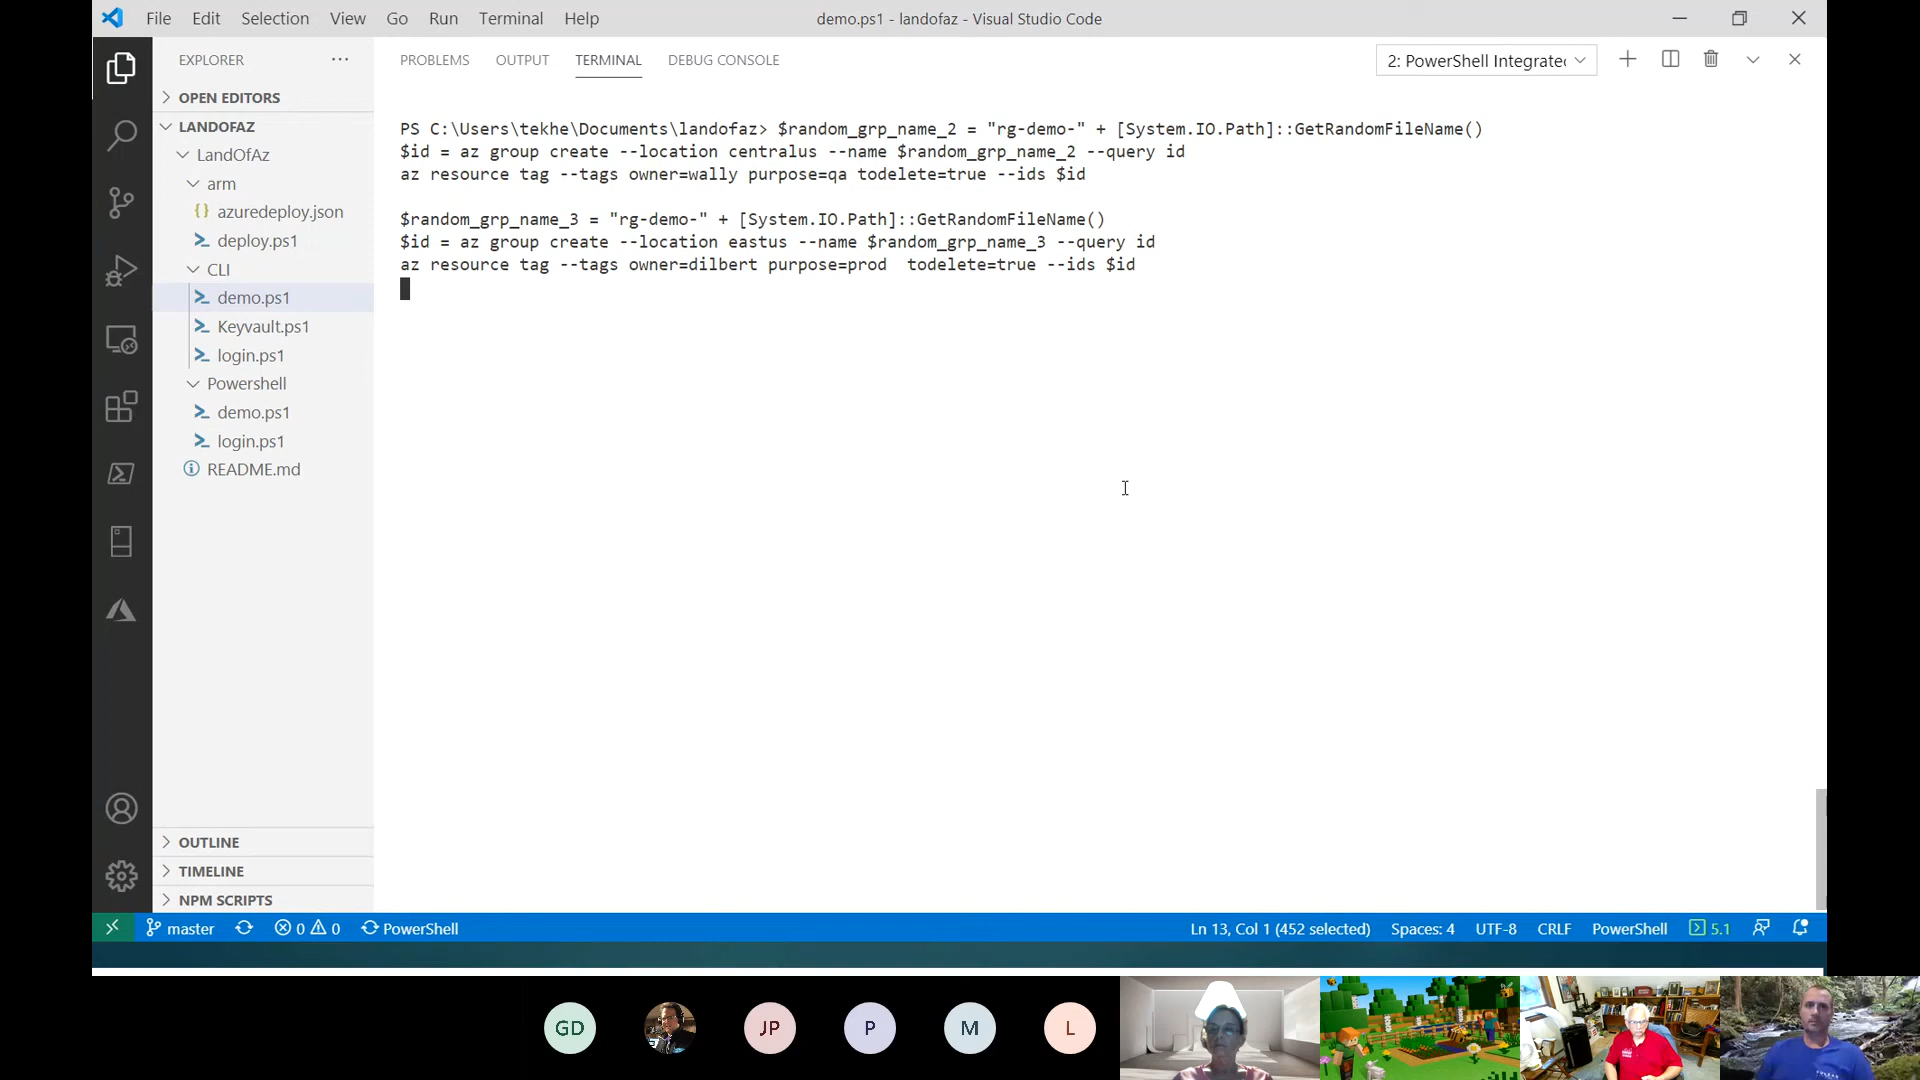 File Edit Selection View Go Run Terminal Help
demo.ps1 - landofaz - Visual Studio Code
EXPLORER
OPEN EDITORS
LANDOFAZ
LandOfAz
arm
azuredeploy.json
deploy.ps1
CLI
demo.ps1
Keyvault.ps1
login.ps1
Powershell
demo.ps1
login.ps1
README.md
OUTLINE
TIMELINE
NPM SCRIPTS
PROBLEMS OUTPUT TERMINAL DEBUG CONSOLE
2: PowerShell Integrated
PS C:\Users\tekhe\Documents\landofaz> $random_grp_name_2 = "rg-demo-" + [System.IO.Path]::GetRandomFileName()
$id = az group create --location centralus --name $random_grp_name_2 --query id
az resource tag --tags owner=wally purpose=qa todelete=true --ids $id
$random_grp_name_3 = "rg-demo-" + [System.IO.Path]::GetRandomFileName()
$id = az group create --location eastus --name $random_grp_name_3 --query id
az resource tag --tags owner=dilbert purpose=prod  todelete=true --ids $id
master 0 0 PowerShell
Ln 13, Col 1 (452 selected) Spaces: 4 UTF-8 CRLF PowerShell 5.1
GD JP P M L